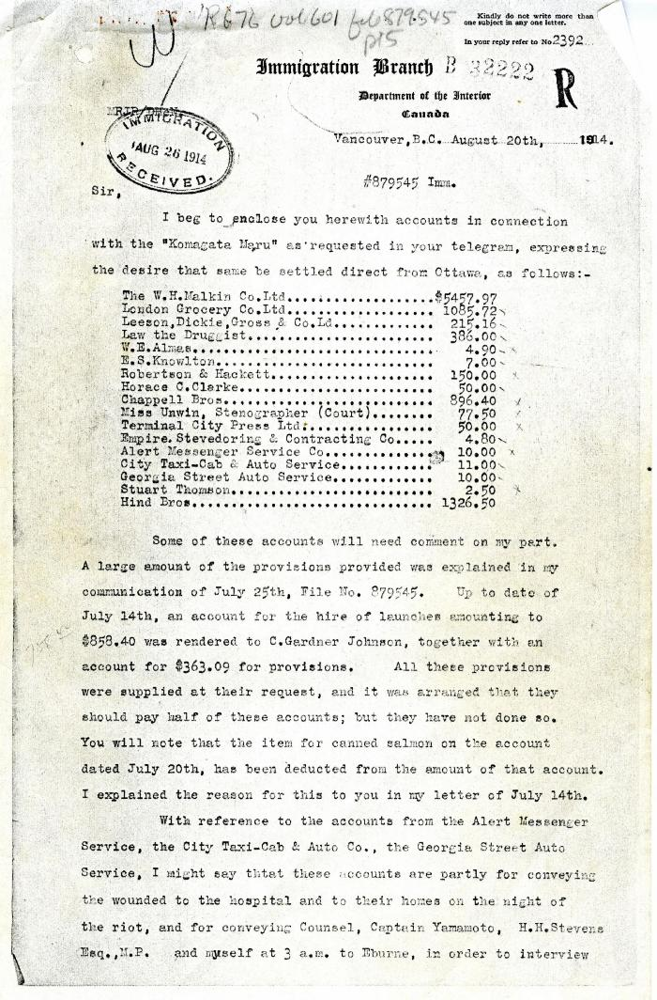 R676 vol 601 file 879545
pt5
Kindly do not write more than
one subject in any one letter.
In your reply refer to No 2392
Immigration Branch B 32222 R
Department of the Interior
Canada
IMMIGRATION
AUG 26 1914
RECEIVED.
Vancouver, B.C. August 20th, 1914.
#879545 Imm.
Sir,
I beg to enclose you herewith accounts in connection
with the "Komagata Maru" as requested in your telegram, expressing
the desire that same be settled direct from Ottawa, as follows:-
The W.H.Malkin Co.Ltd.....................$5457.97
London Grocery Co.Ltd..................... 1085.72
Leeson,Dickie,Gross & Co.Ld............... 215.16
Law the Druggist.......................... 386.00
W.E.Almas................................. 4.90
E.S.Knowlton.............................. 7.00
Robertson & Hackett....................... 150.00
Horace C.Clarke........................... 50.00
Chappell Bros............................. 896.40
Miss Unwin, Stenographer (Court).......... 77.50
Terminal City Press Ltd................... 50.00
Empire.Stevedoring & Contracting Co....... 4.80
Alert Messenger Service Co................ 10.00
City Taxi-Cab & Auto Service.............. 11.00
Georgia Street Auto Service............... 10.00
Stuart Thomson............................ 2.50
Hind Bros................................. 1326.50
Some of these accounts will need comment on my part.
A large amount of the provisions provided was explained in my
communication of July 25th, File No. 879545. Up to date of
July 14th, an account for the hire of launches amounting to
$858.40 was rendered to C.Gardner Johnson, together with an
account for $363.09 for provisions. All these provisions
were supplied at their request, and it was arranged that they
should pay half of these accounts; but they have not done so.
You will note that the item for canned salmon on the account
dated July 20th, has been deducted from the amount of that account.
I explained the reason for this to you in my letter of July 14th.
With reference to the accounts from the Alert Messenger
Service, the City Taxi-Cab & Auto Co., the Georgia Street Auto
Service, I might say thtat these accounts are partly for conveying
the wounded to the hospital and to their homes on the night of
the riot, and for conveying Counsel, Captain Yamamoto, H.H.Stevens
Esq.,M.P. and myself at 3 a.m. to Eburne, in order to interview